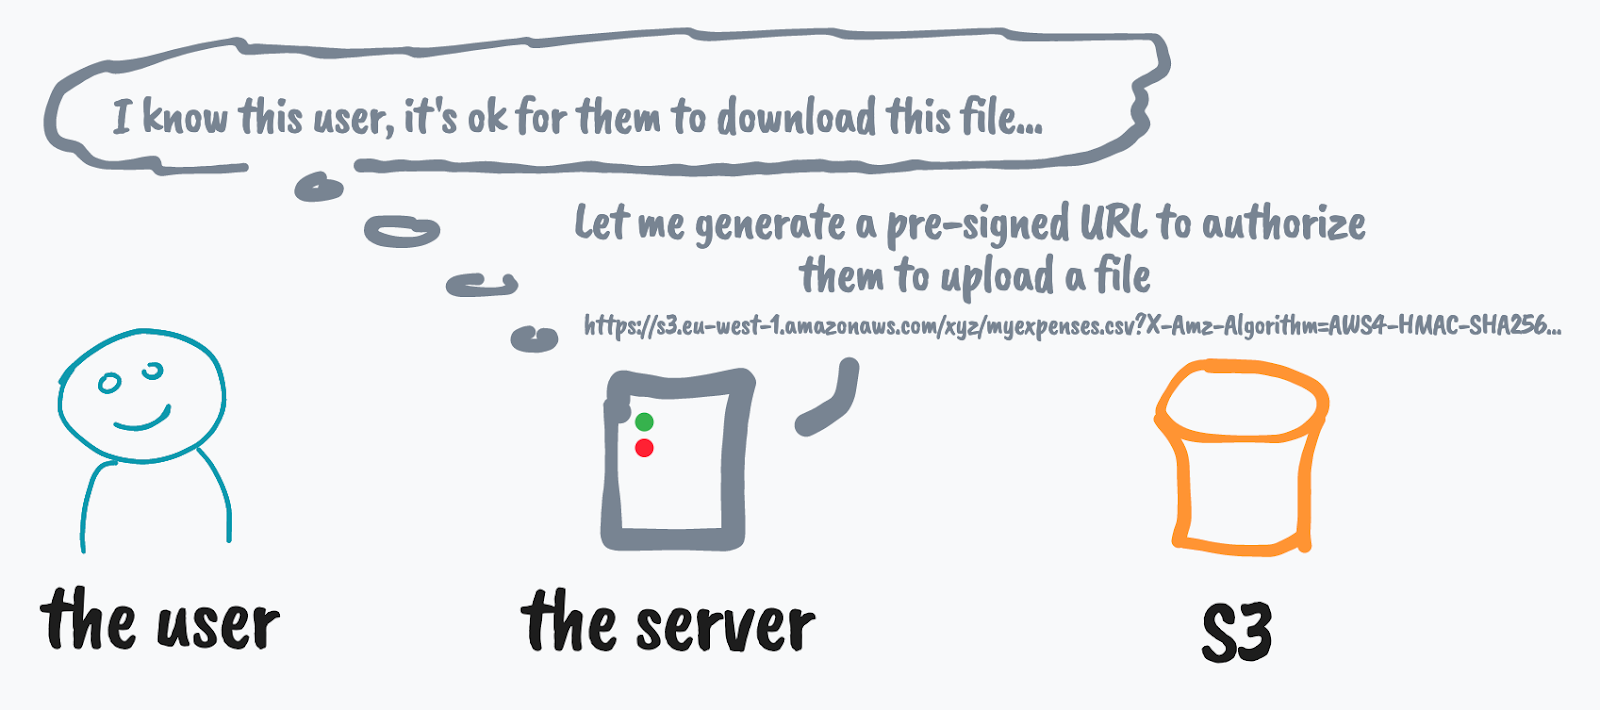 I know this user, it's ok for them to download this file...
Let me generate a pre-signed URL to authorize
them to upload a file
https://s3.eu-west-1.amazonaws.com/xyz/myexpenses.csv?X-Amz-Algorithm=AWS4-HMAC-SHA256...
the user
the server
S3